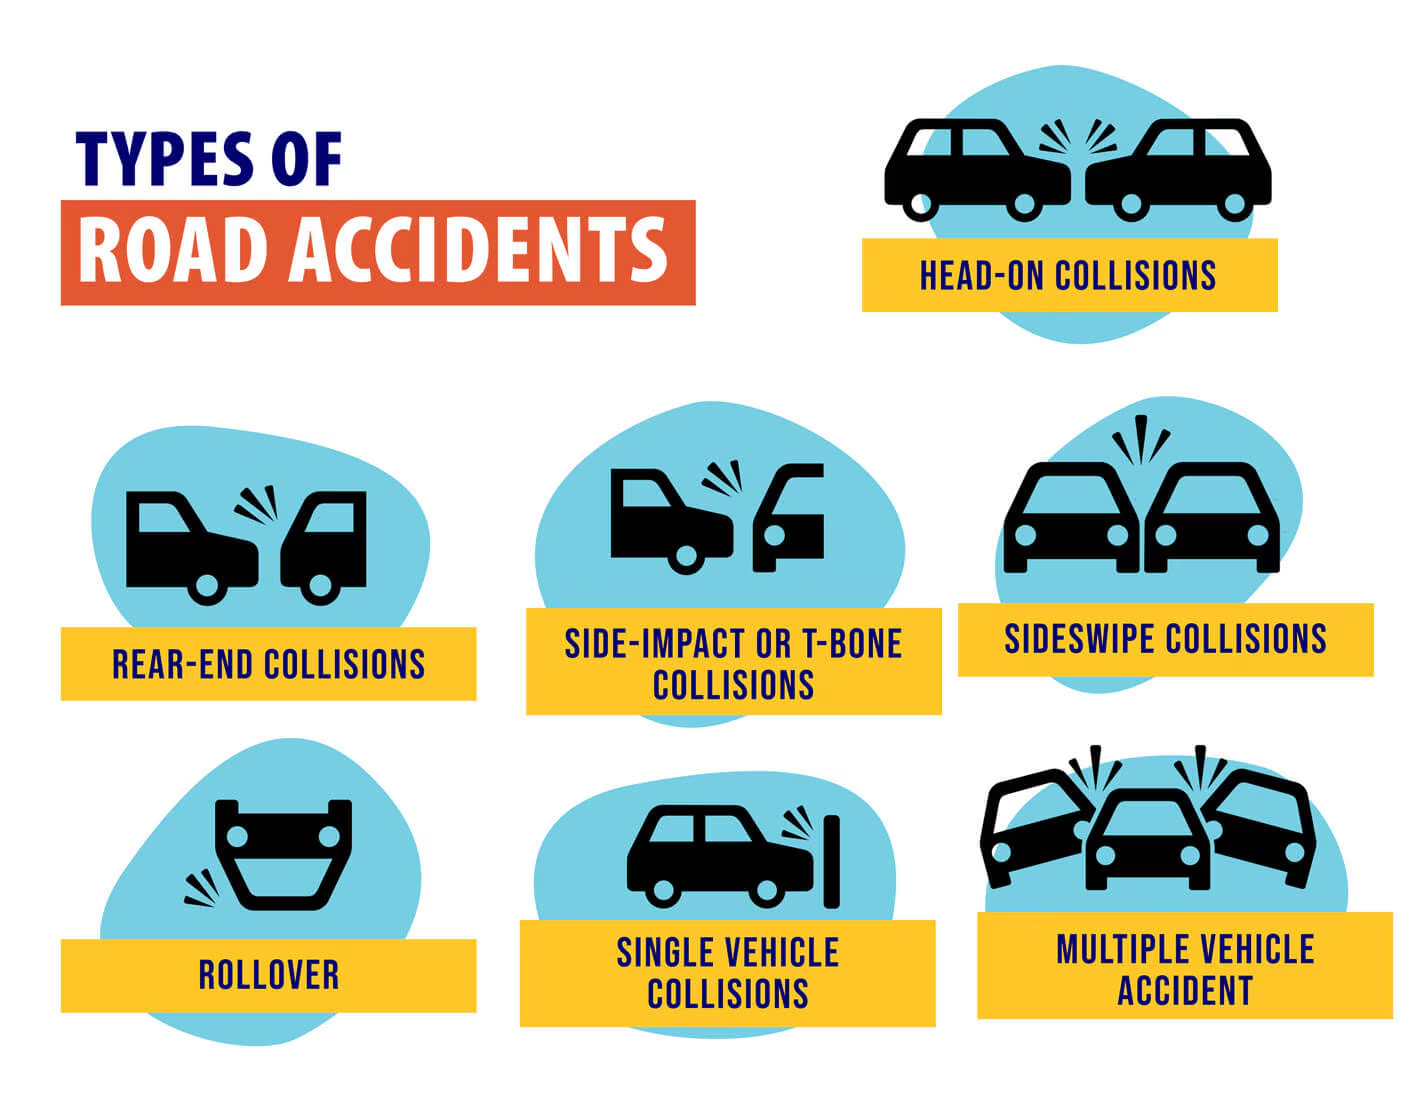 TYPES OF
ROAD ACCIDENTS
HEAD-ON COLLISIONS
REAR-END COLLISIONS
SIDE-IMPACT OR T-BONE
COLLISIONS
SIDESWIPE COLLISIONS
ROLLOVER
SINGLE VEHICLE
COLLISIONS
MULTIPLE VEHICLE
ACCIDENT